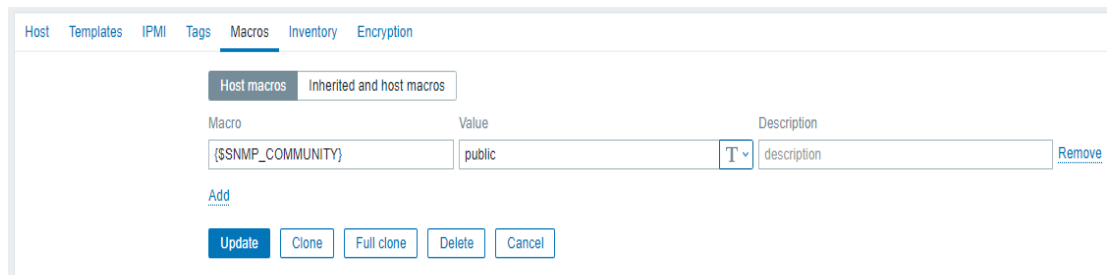 Host Templates IPMI Tags Macros Inventory Encryption
Host macros Inherited and host macros
Macro Value Description
{$SNMP_COMMUNITY} public T description Remove
Add
Update Clone Full clone Delete Cancel